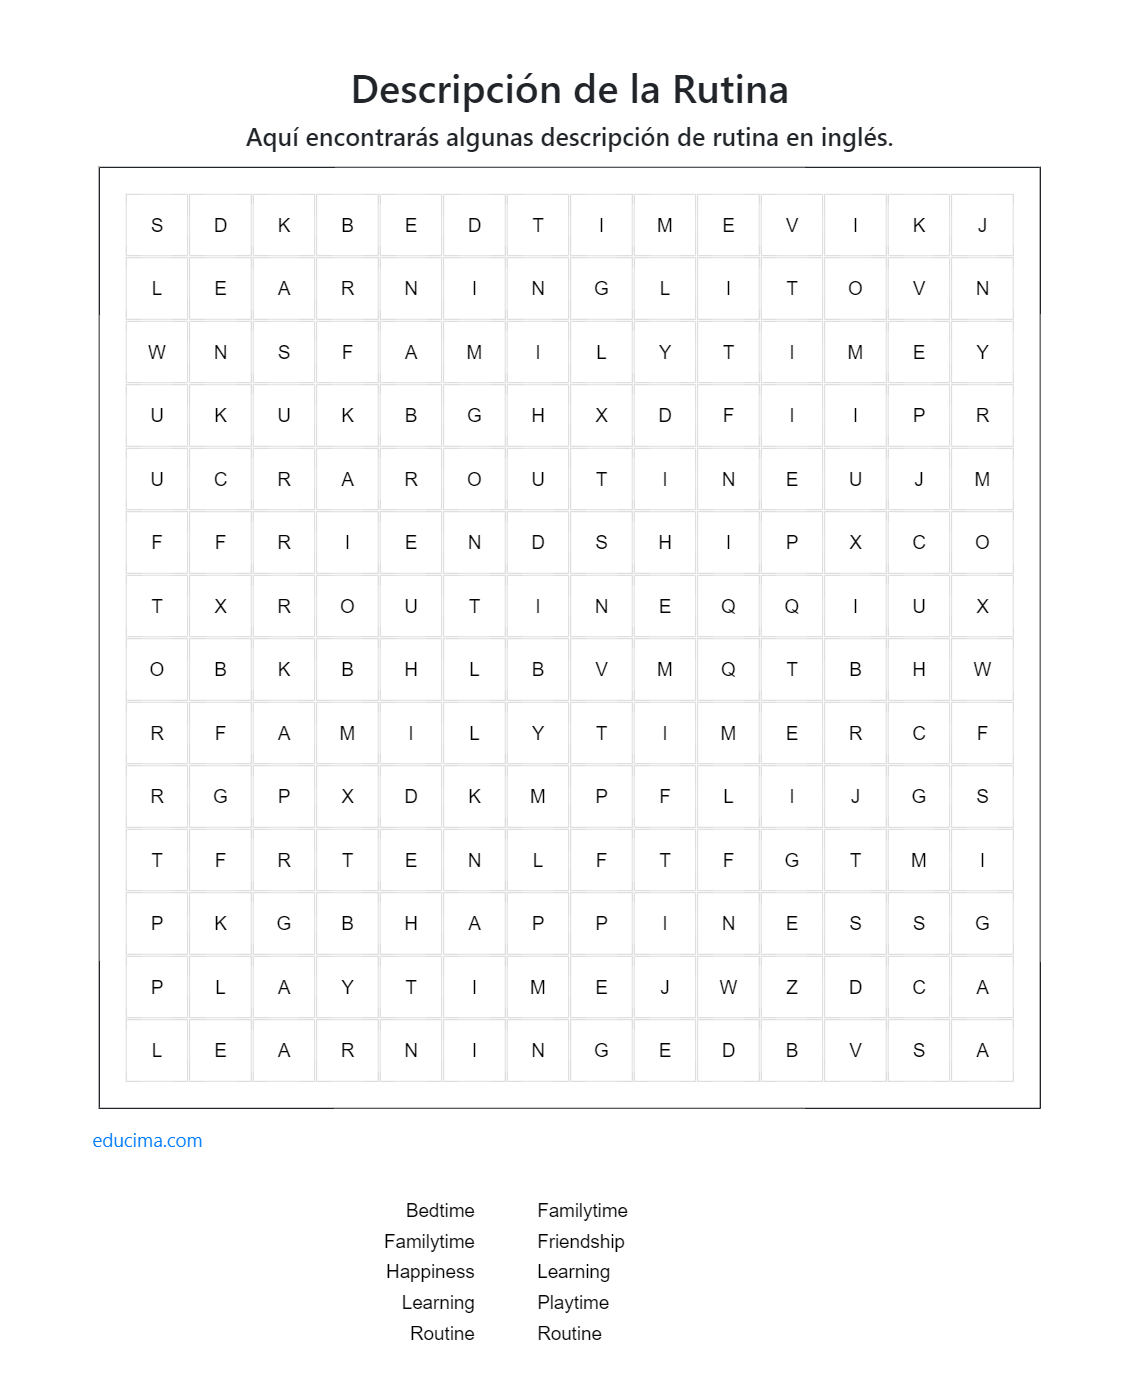 Descripción de la Rutina
Aquí encontrarás algunas descripción de rutina en inglés.
S D K B E D T I M E V I K J
L E A R N I N G L I T O V N
W N S F A M I L Y T I M E Y
U K U K B G H X D F I I P R
U C R A R O U T I N E U J M
F F R I E N D S H I P X C O
T X R O U T I N E Q Q I U X
O B K B H L B V M Q T B H W
R F A M I L Y T I M E R C F
R G P X D K M P F L I J G S
T F R T E N L F T F G T M I
P K G B H A P P I N E S S G
P L A Y T I M E J W Z D C A
L E A R N I N G E D B V S A
educima.com
Bedtime Familytime
Familytime Friendship
Happiness Learning
Learning Playtime
Routine Routine